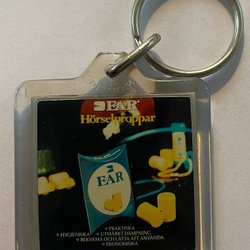 EAR
Hörselproppar
EAR
• PRAKTISKA
• HYGIENISKA • UTMÄRKT DÄMPNING
• BEKVÄMA OCH LÄTTA ATT ANVÄNDA
• EKONOMISKA